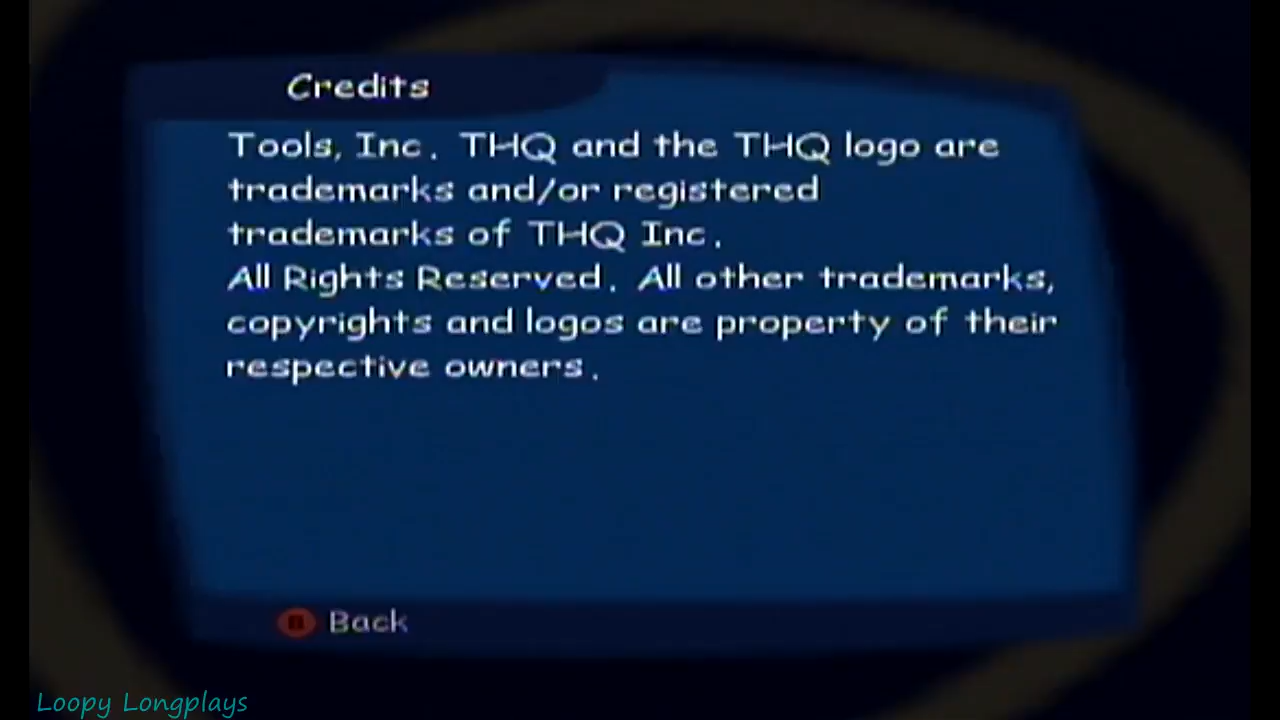 Credits
Tools, Inc. THQ and the THQ logo are
trademarks and/or registered
trademarks of THQ Inc.
All Rights Reserved. All other trademarks,
copyrights and logos are property of their
respective owners.
B Back
Loopy Longplays